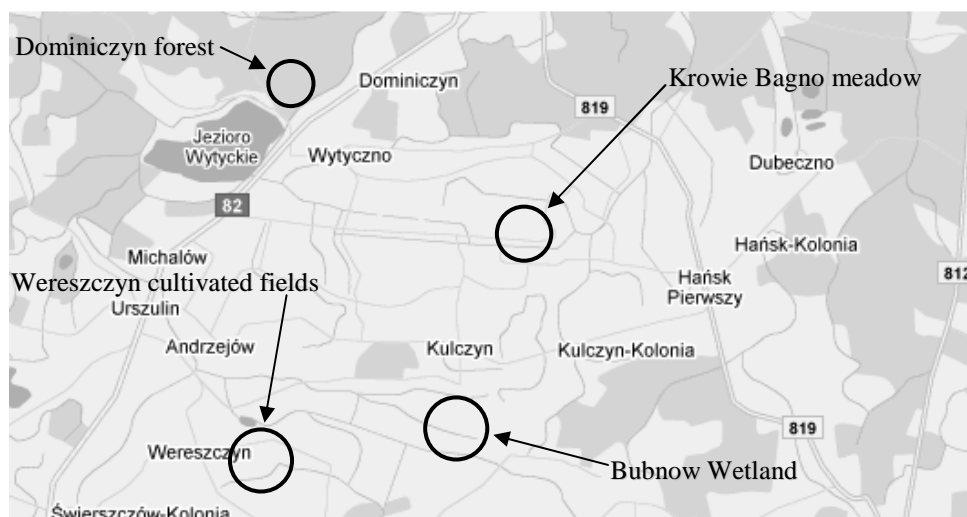 Dominiczyn forest
Krowie Bagno meadow
Dominiczyn
819
Jezioro
Wytyckie
Wytyczno
Dubeczno
82
Michalów
Hańsk-Kolonia
Wereszczyn cultivated fields
Hańsk
Pierwszy
812
Urszulin
Andrzejów
Kulczyn
Kulczyn-Kolonia
819
Wereszczyn
Bubnow Wetland
Świerszczów-Kolonia